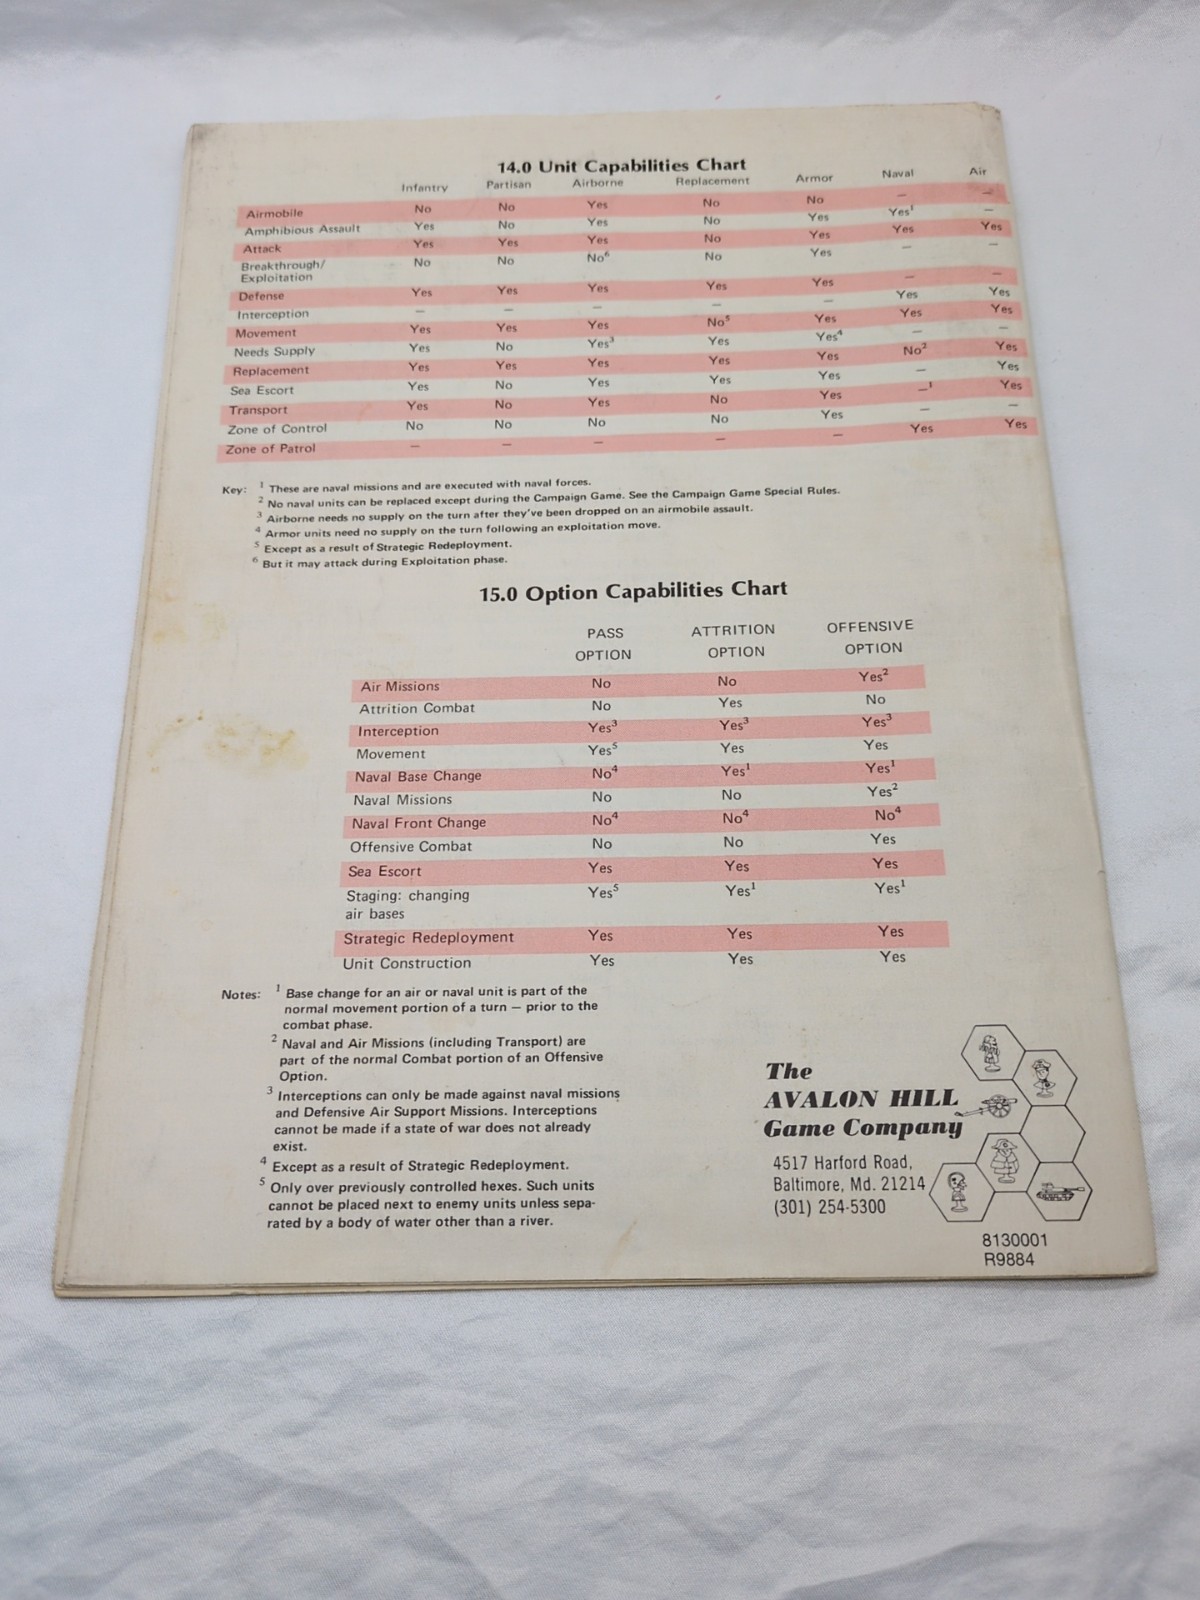 14.0 Unit Capabilities Chart
Infantry Partisan Airborne Replacement Armor Naval Air
Airmobile No No Yes No No – –
Amphibious Assault Yes No Yes No Yes Yes¹ –
Attack Yes Yes Yes No Yes Yes Yes
Breakthrough/ No No No⁶ No Yes – –
Exploitation
Defense Yes Yes Yes Yes Yes – –
Interception – – – – – Yes Yes
Movement Yes Yes Yes No⁵ Yes Yes Yes
Needs Supply Yes No Yes³ Yes Yes⁴ – –
Replacement Yes Yes Yes Yes Yes No² Yes
Sea Escort Yes No Yes Yes Yes – Yes
Transport Yes No Yes No Yes –¹ Yes
Zone of Control No No No No Yes – –
Zone of Patrol – – – – – Yes Yes
Key: ¹ These are naval missions and are executed with naval forces.
² No naval units can be replaced except during the Campaign Game. See the Campaign Game Special Rules.
³ Airborne needs no supply on the turn after they've been dropped on an airmobile assault.
⁴ Armor units need no supply on the turn following an exploitation move.
⁵ Except as a result of Strategic Redeployment.
⁶ But it may attack during Exploitation phase.
15.0 Option Capabilities Chart
PASS ATTRITION OFFENSIVE
OPTION OPTION OPTION
Air Missions No No Yes²
Attrition Combat No Yes No
Interception Yes³ Yes³ Yes³
Movement Yes⁵ Yes Yes
Naval Base Change No⁴ Yes¹ Yes¹
Naval Missions No No Yes²
Naval Front Change No⁴ No⁴ No⁴
Offensive Combat No No Yes
Sea Escort Yes Yes Yes
Staging: changing Yes⁵ Yes¹ Yes¹
air bases
Strategic Redeployment Yes Yes Yes
Unit Construction Yes Yes Yes
Notes: ¹ Base change for an air or naval unit is part of the
normal movement portion of a turn – prior to the
combat phase.
² Naval and Air Missions (including Transport) are
part of the normal Combat portion of an Offensive
Option.
³ Interceptions can only be made against naval missions
and Defensive Air Support Missions. Interceptions
cannot be made if a state of war does not already
exist.
⁴ Except as a result of Strategic Redeployment.
⁵ Only over previously controlled hexes. Such units
cannot be placed next to enemy units unless sepa-
rated by a body of water other than a river.
The
AVALON HILL
Game Company
4517 Harford Road,
Baltimore, Md. 21214
(301) 254-5300
8130001
R9884